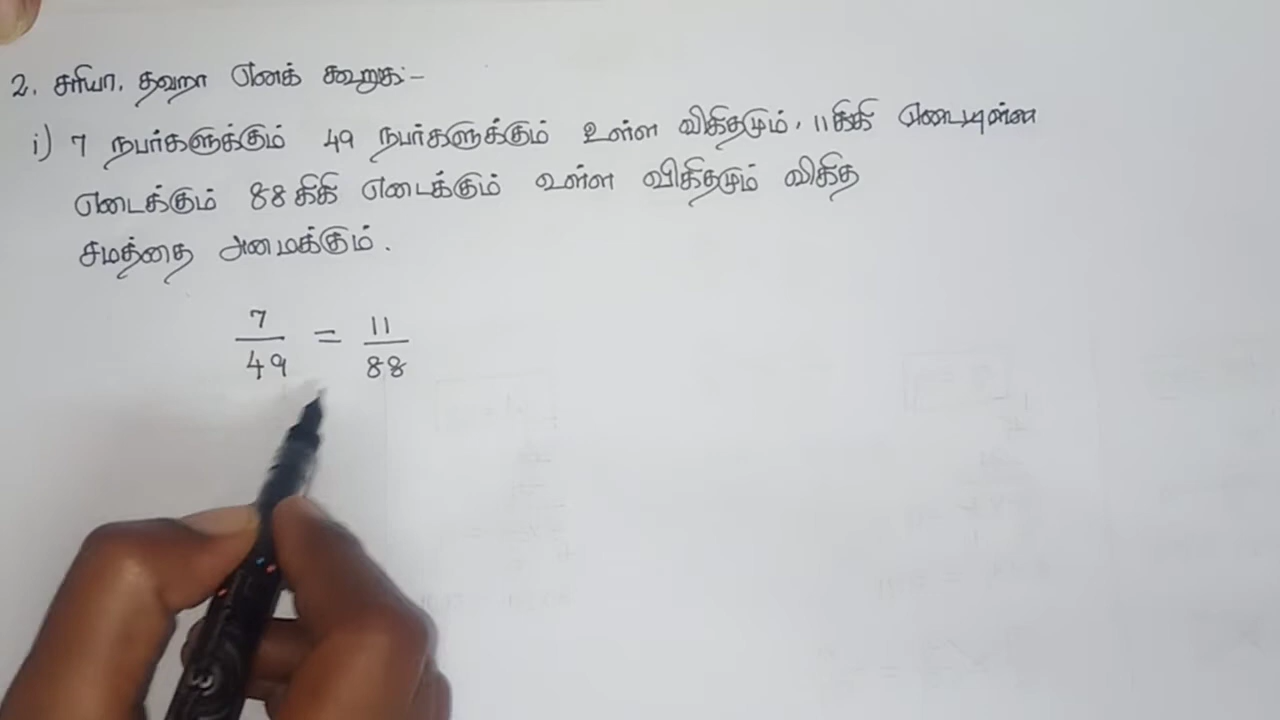 2. சரியா, தவறா எனக் கூறுக:-
i) 7 நபர்களுக்கும் 49 நபர்களுக்கும் உள்ள விகிதமும், 11கிகி எடையுள்ள
எடைக்கும் 88 கிகி எடைக்கும் உள்ள விகிதமும் விகித
சமத்தை அமைக்கும்.
7/49 = 11/88